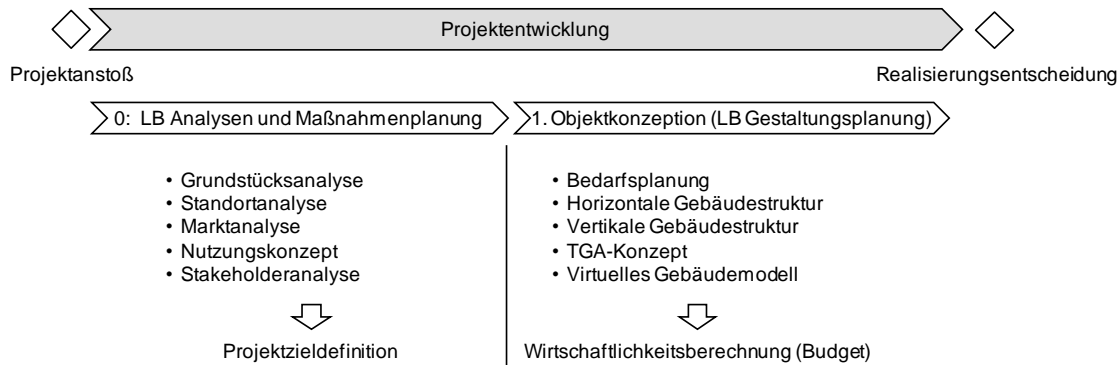 Projektentwicklung
Projektanstoß
Realisierungsentscheidung
0: LB Analysen und Maßnahmenplanung
1. Objektkonzeption (LB Gestaltungsplanung)
• Grundstücksanalyse
• Standortanalyse
• Marktanalyse
• Nutzungskonzept
• Stakeholderanalyse
Projektzieldefinition
• Bedarfsplanung
• Horizontale Gebäudestruktur
• Vertikale Gebäudestruktur
• TGA-Konzept
• Virtuelles Gebäudemodell
Wirtschaftlichkeitsberechnung (Budget)